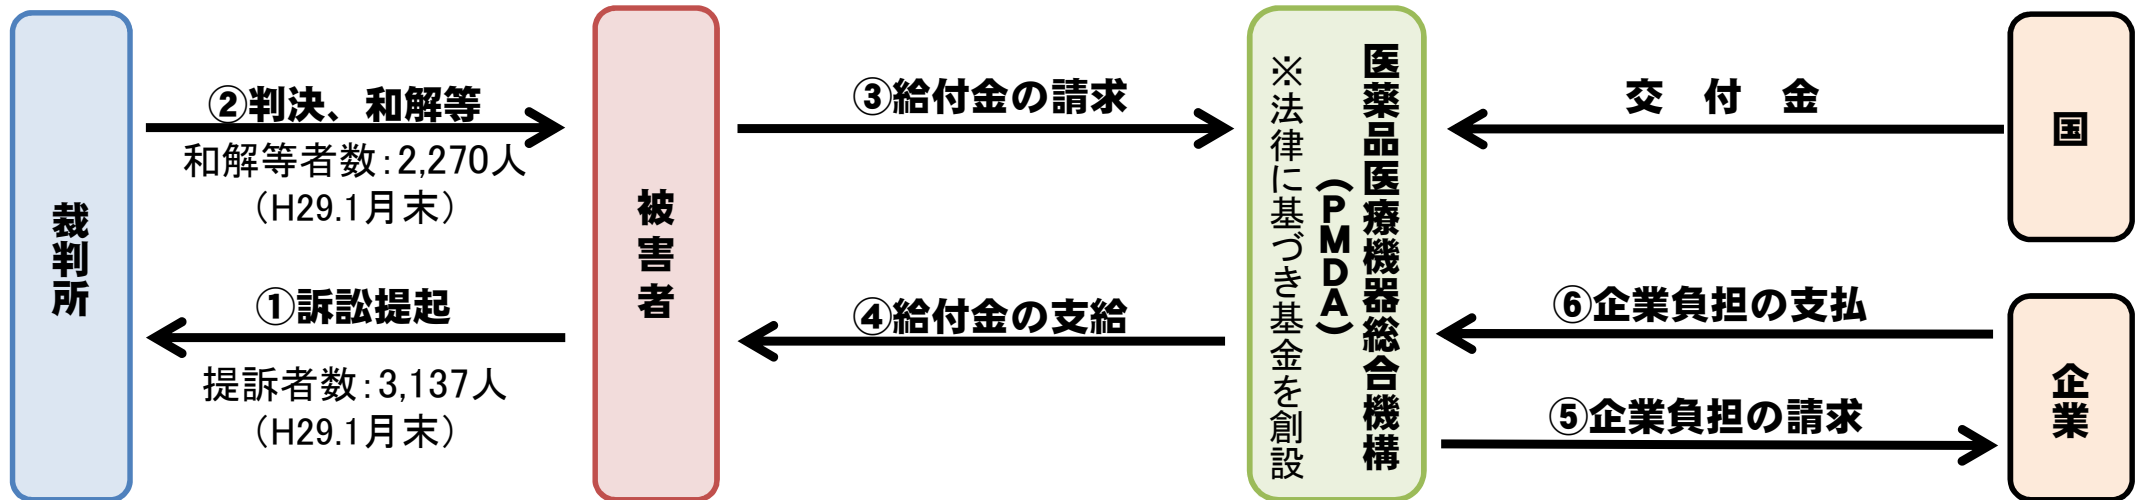 裁判所
②判決、和解等
和解等者数：2,270人
（H29.1月末）
①訴訟提起
提訴者数：3,137人
（H29.1月末）
被害者
③給付金の請求
④給付金の支給
医薬品医療機器総合機構
（PMDA）
※法律に基づき基金を創設
交　付　金
国
⑥企業負担の支払
⑤企業負担の請求
企業